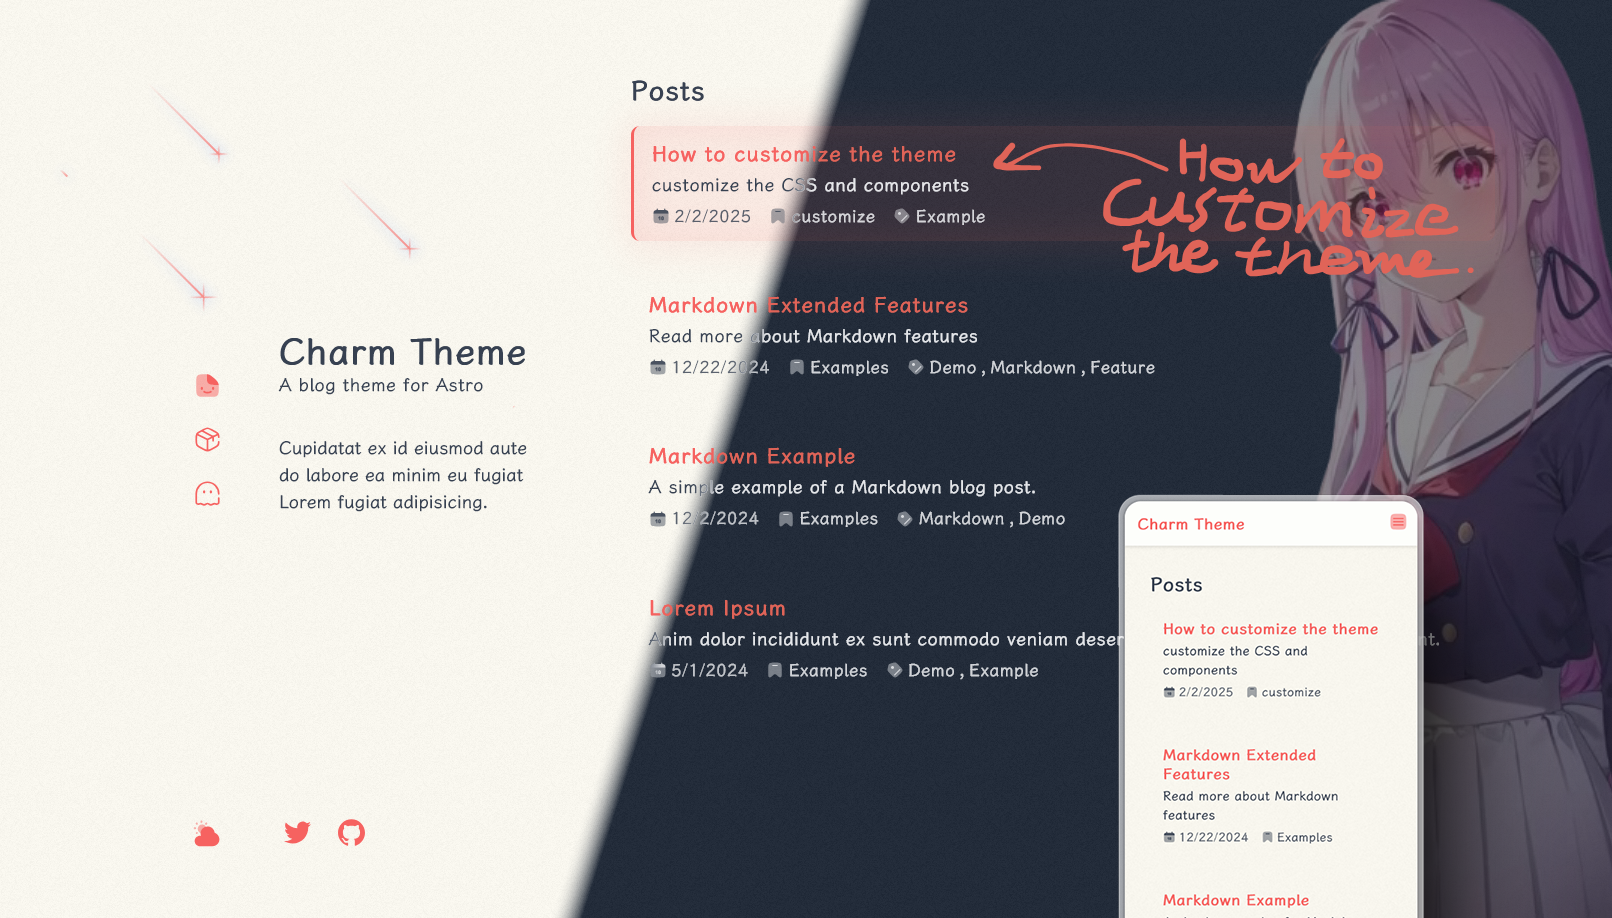 Charm Theme
A blog theme for Astro
Cupidatat ex id eiusmod aute
do labore ea minim eu fugiat
Lorem fugiat adipisicing.
Posts
How to customize the theme
customize the CSS and components
2/2/2025 customize Example
Markdown Extended Features
Read more about Markdown features
12/22/2024 Examples Demo , Markdown , Feature
Markdown Example
A simple example of a Markdown blog post.
12/2/2024 Examples Markdown , Demo
Lorem Ipsum
Anim dolor incididunt ex sunt commodo veniam
5/1/2024 Examples Demo , Example
How to
Customize
the theme.
Charm Theme
Posts
How to customize the theme
customize the CSS and
components
2/2/2025 customize
Markdown Extended
Features
Read more about Markdown
features
12/22/2024 Examples
Markdown Example